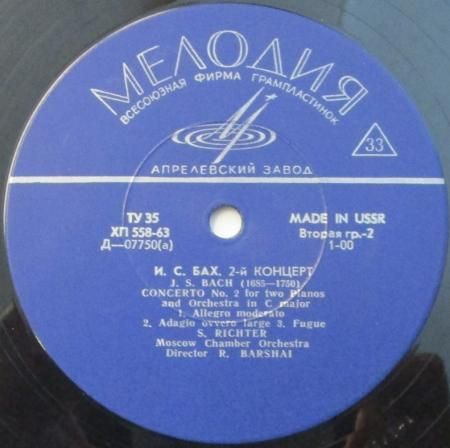 МЕЛОДИЯ
ВСЕСОЮЗНАЯ ФИРМА ГРАМПЛАСТИНОК
33
АПРЕЛЕВСКИЙ ЗАВОД
ТУ 35
ХП 558-63
Д—07750(а)
MADE IN USSR
Вторая гр.-2
1-00
И. С. БАХ. 2-й КОНЦЕРТ
J. S. BACH (1685—1750)
CONCERTO No. 2 for two Pianos
and Orchestra in C major
1. Allegro moderato
2. Adagio ovvero large 3. Fugue
S. RICHTER
Moscow Chamber Orchestra
Director R. BARSHAI